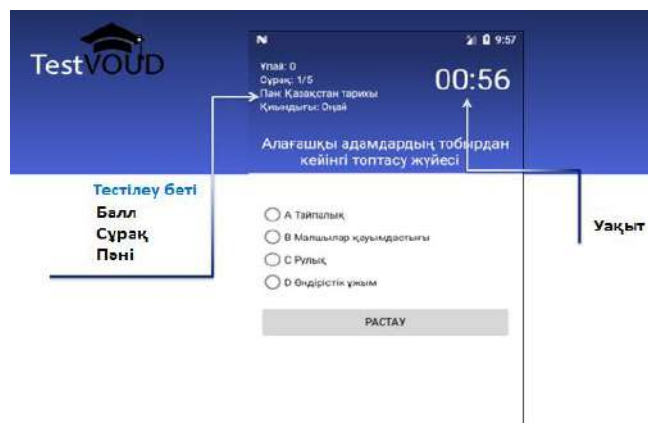 TestVOUD
N 9:57
Ұпай: 0
Сұрақ: 1/5
Пән: Қазақстан тарихы
Қиындығы: Оңай
00:56
Алағашқы адамдардың тобырдан
кейінгі топтасу жүйесі
Тестілеу беті
Балл
Сұрақ
Пәні
Уақыт
A Тайпалық
B Малшылар қауымдастығы
C Рулық
D Өндірістік ұжым
РАСТАУ